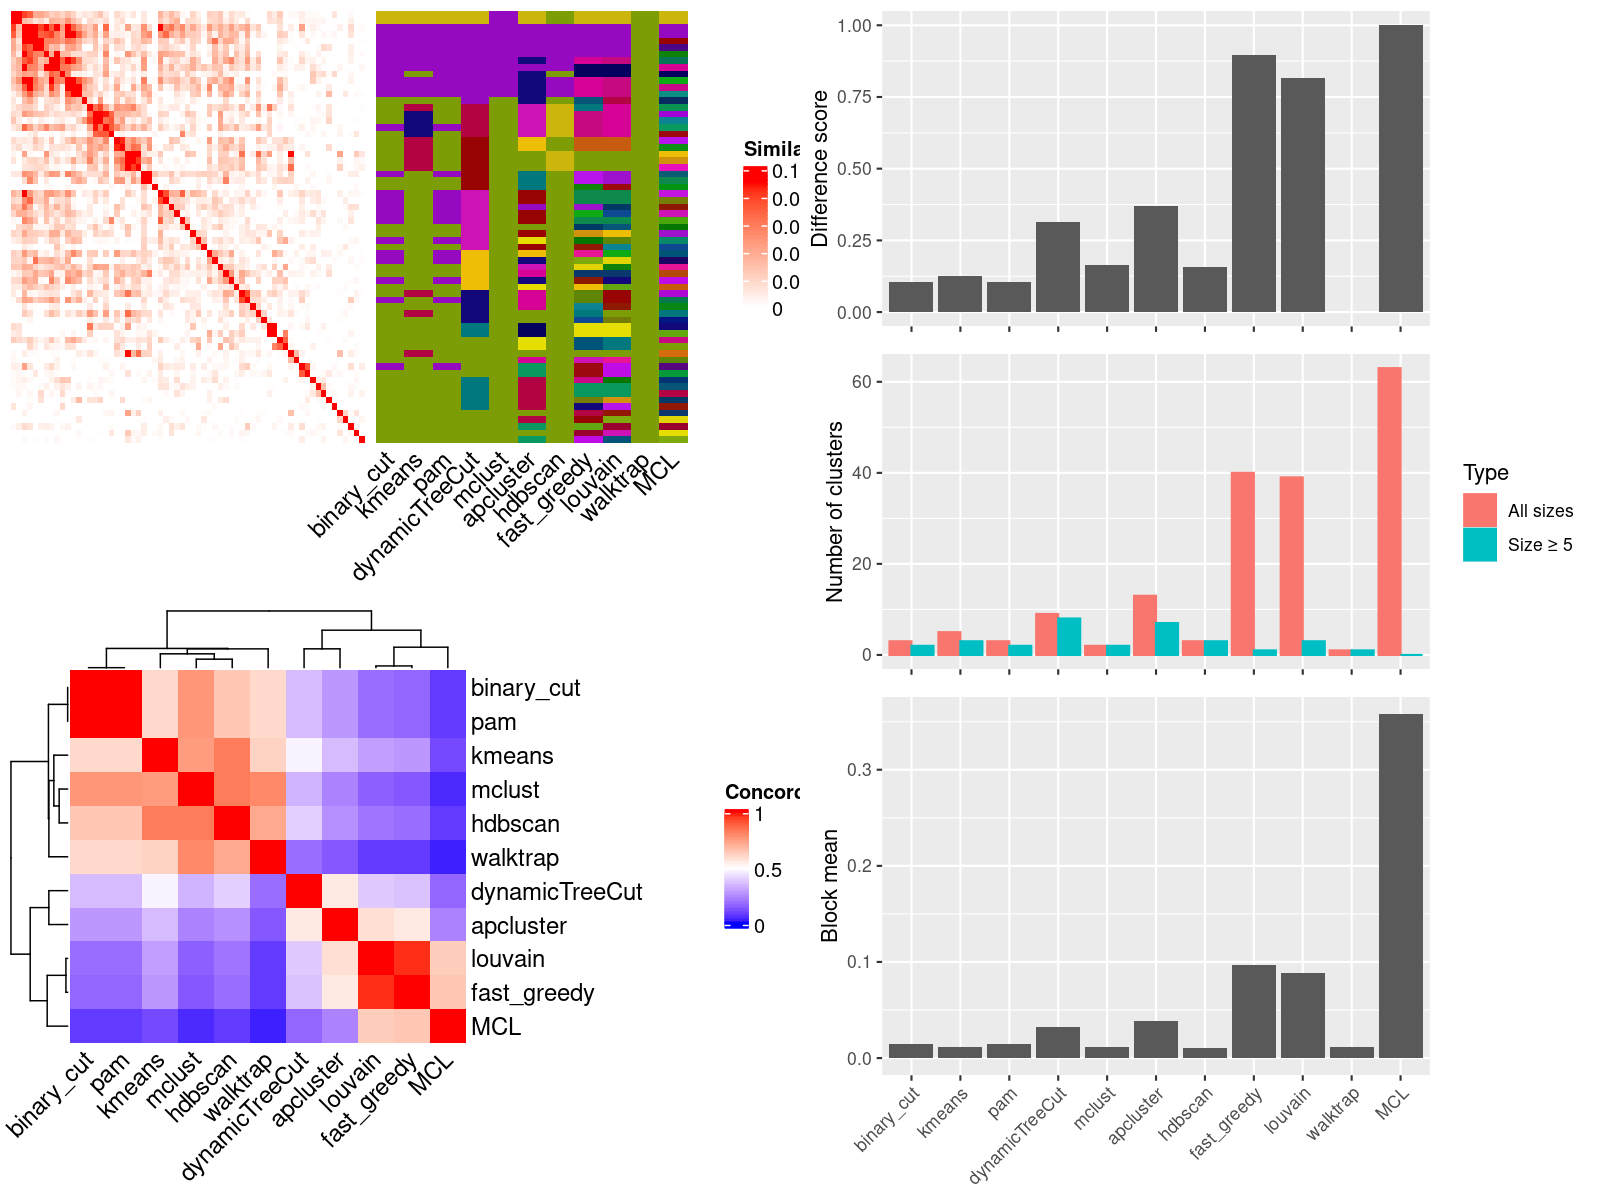 Simila
0.1
0.0
0.0
0.0
0.0
0
binary_cut
kmeans
pam
dynamicTreeCut
mclust
apcluster
hdbscan
fast_greedy
louvain
walktrap
MCL
binary_cut
pam
kmeans
mclust
hdbscan
walktrap
dynamicTreeCut
apcluster
louvain
fast_greedy
MCL
Concord
1
0.5
0
binary_cut
pam
kmeans
mclust
hdbscan
walktrap
dynamicTreeCut
apcluster
louvain
fast_greedy
MCL
Difference score
1.00
0.75
0.50
0.25
0.00
Number of clusters
60
40
20
0
Type
All sizes
Size ≥ 5
Block mean
0.3
0.2
0.1
0.0
binary_cut
kmeans
pam
dynamicTreeCut
mclust
apcluster
hdbscan
fast_greedy
louvain
walktrap
MCL